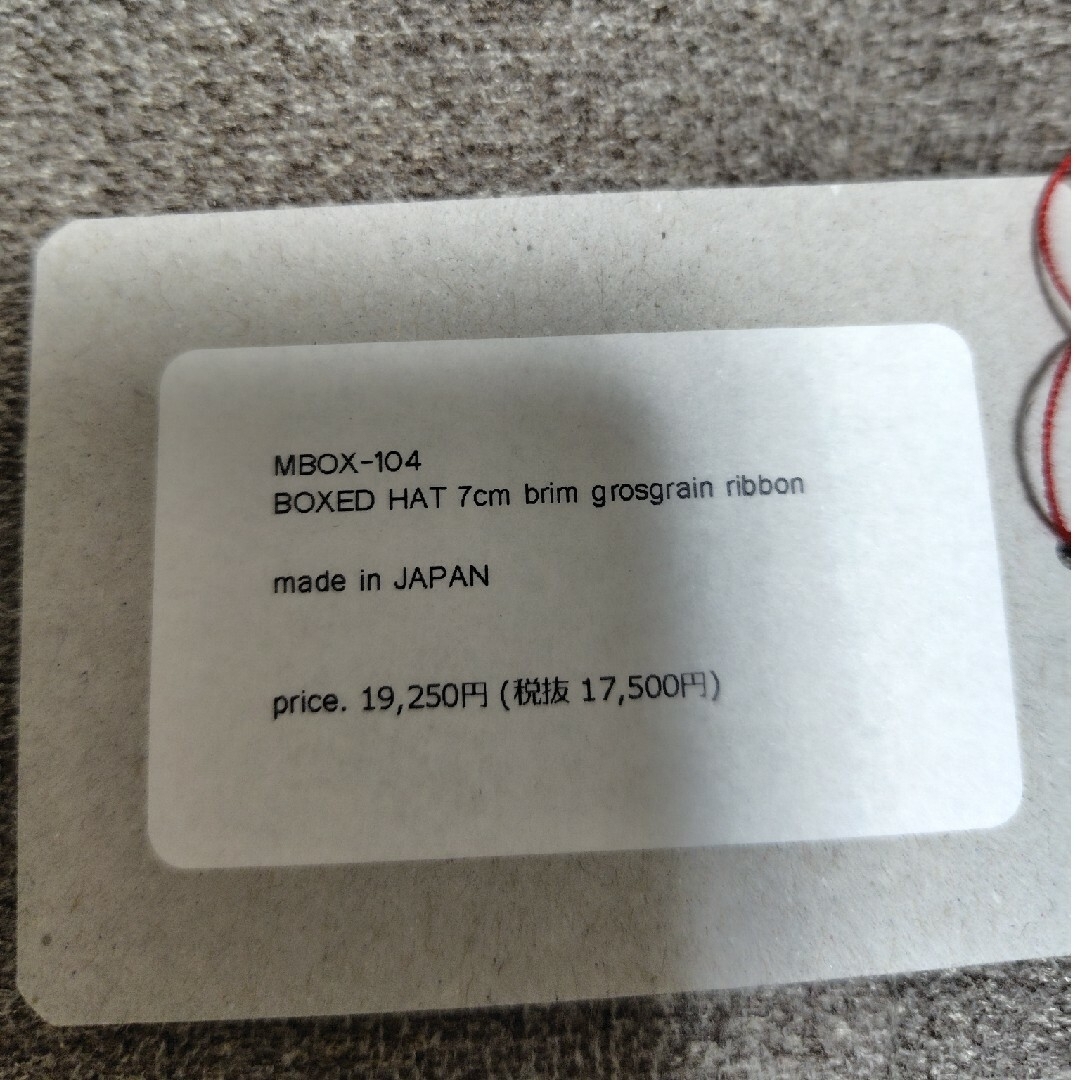 MBOX-104
BOXED HAT 7cm brim grosgrain ribbon
made in JAPAN
price. 19,250円 (税抜 17,500円)